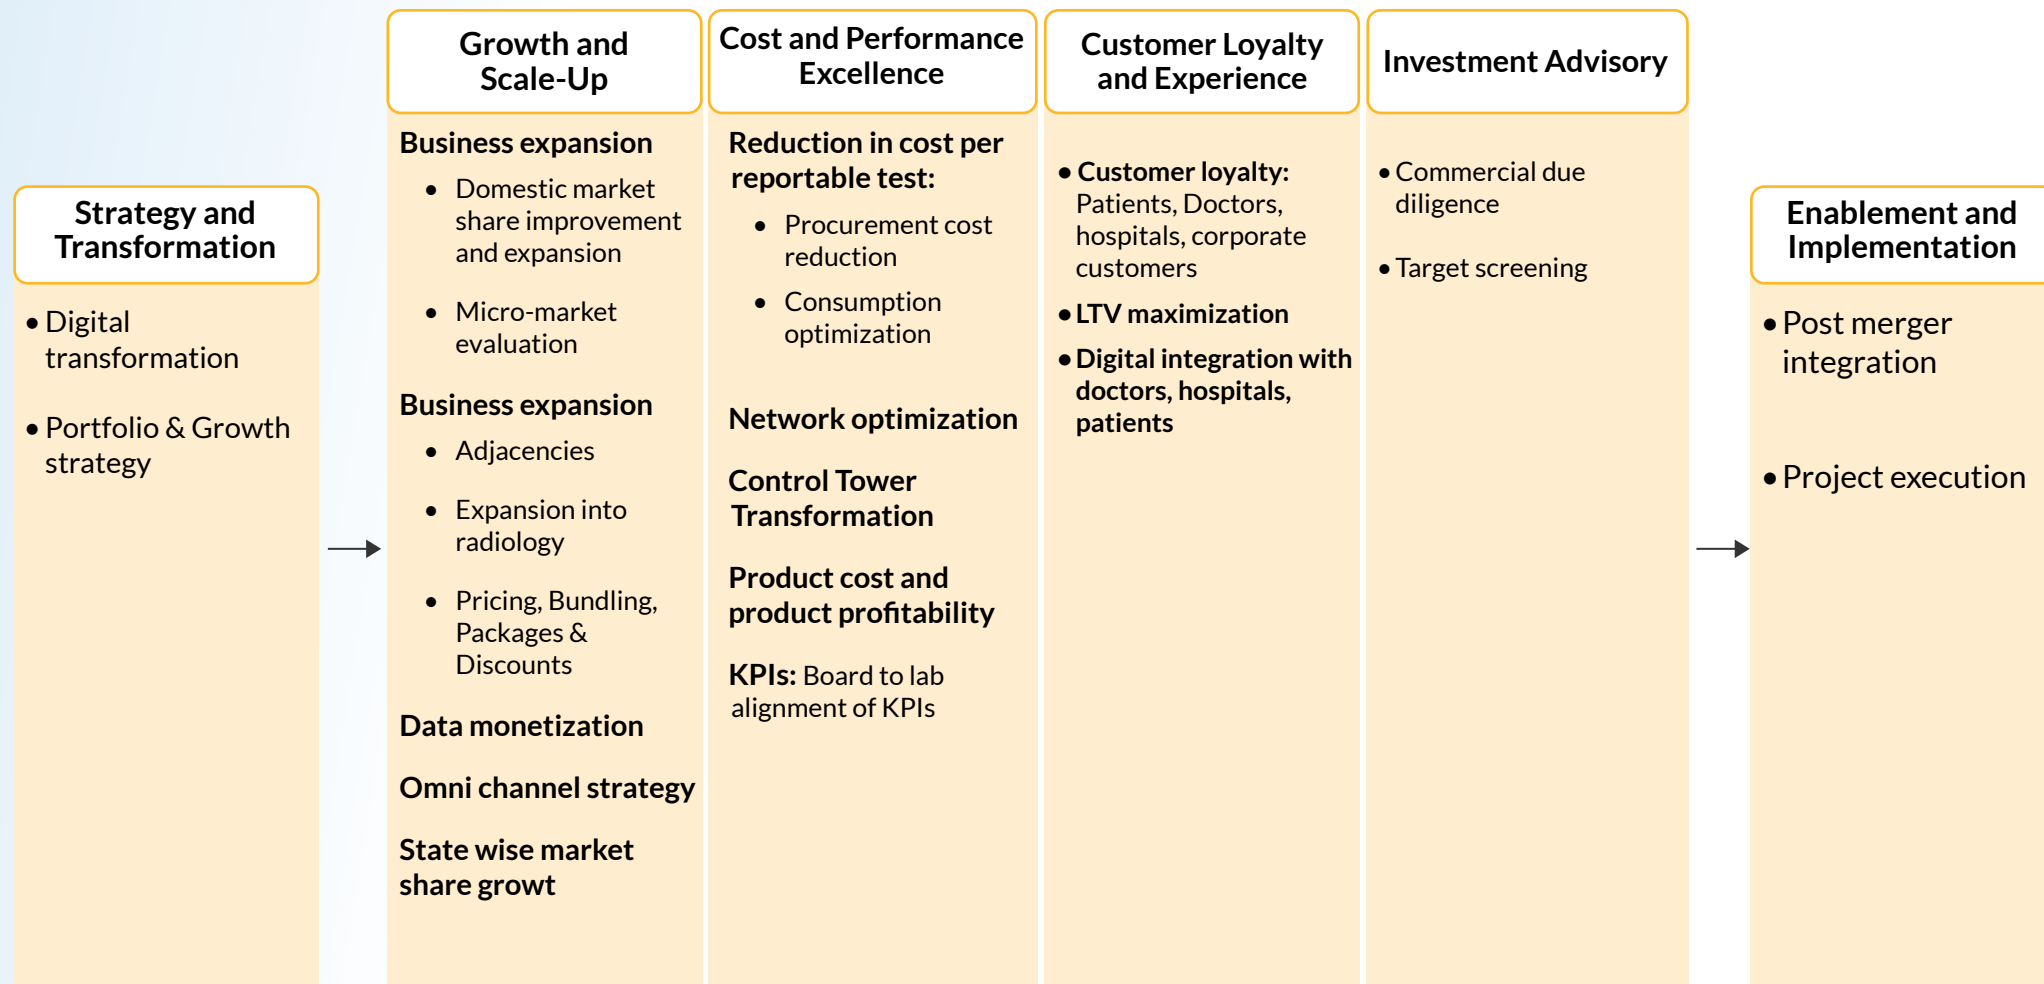 Strategy and
Transformation
• Digital
transformation
• Portfolio & Growth
strategy
Growth and
Scale-Up
Business expansion
• Domestic market
share improvement
and expansion
• Micro-market
evaluation
Business expansion
• Adjacencies
• Expansion into
radiology
• Pricing, Bundling,
Packages &
Discounts
Data monetization
Omni channel strategy
State wise market
share growt
Cost and Performance
Excellence
Reduction in cost per
reportable test:
• Procurement cost
reduction
• Consumption
optimization
Network optimization
Control Tower
Transformation
Product cost and
product profitability
KPIs: Board to lab
alignment of KPIs
Customer Loyalty
and Experience
• Customer loyalty:
Patients, Doctors,
hospitals, corporate
customers
• LTV maximization
• Digital integration with
doctors, hospitals,
patients
Investment Advisory
• Commercial due
diligence
• Target screening
Enablement and
Implementation
• Post merger
integration
• Project execution